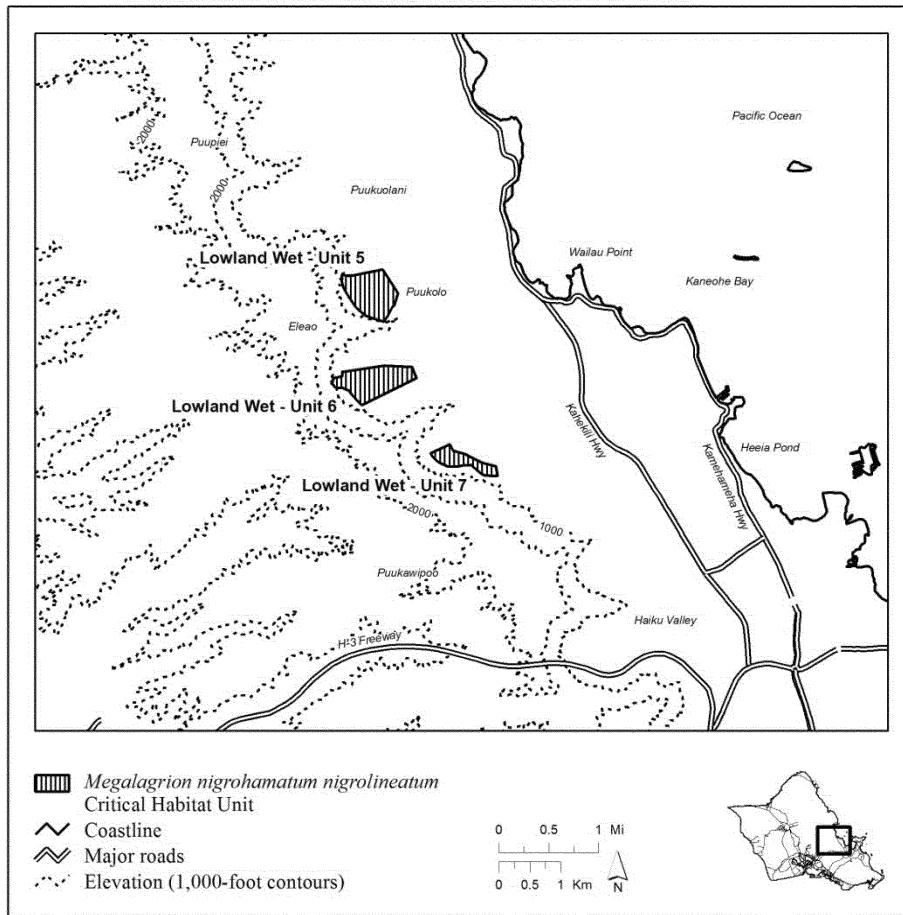 Pacific Ocean
2000
Puupiei
2000
Puukuolani
Wailau Point
Lowland Wet - Unit 5
Kaneohe Bay
Puukolo
Eleao
Lowland Wet - Unit 6
Kahekili Hwy
Kamehameha Hwy
Heeia Pond
Lowland Wet - Unit 7
2000
1000
Puukawipoo
Haiku Valley
H-3 Freeway
Megalagrion nigrohamatum nigrolineatum
Critical Habitat Unit
Coastline
Major roads
Elevation (1,000-foot contours)
0 0.5 1 Mi
0 0.5 1 Km
N